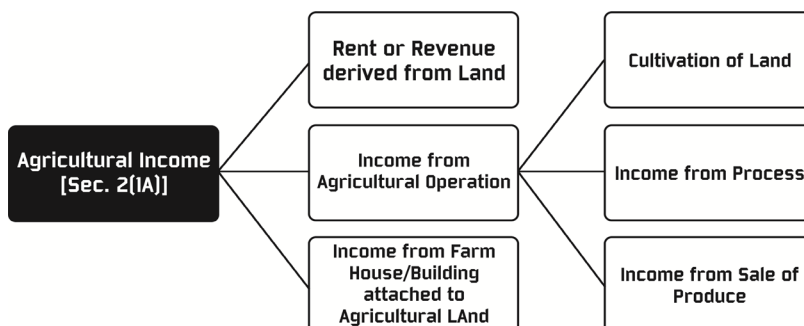 Agricultural Income
[Sec. 2(1A)]
Rent or Revenue
derived from Land
Income from
Agricultural Operation
Income from Farm
House/Building
attached to
Agricultural LAnd
Cultivation of Land
Income from Process
Income from Sale of
Produce